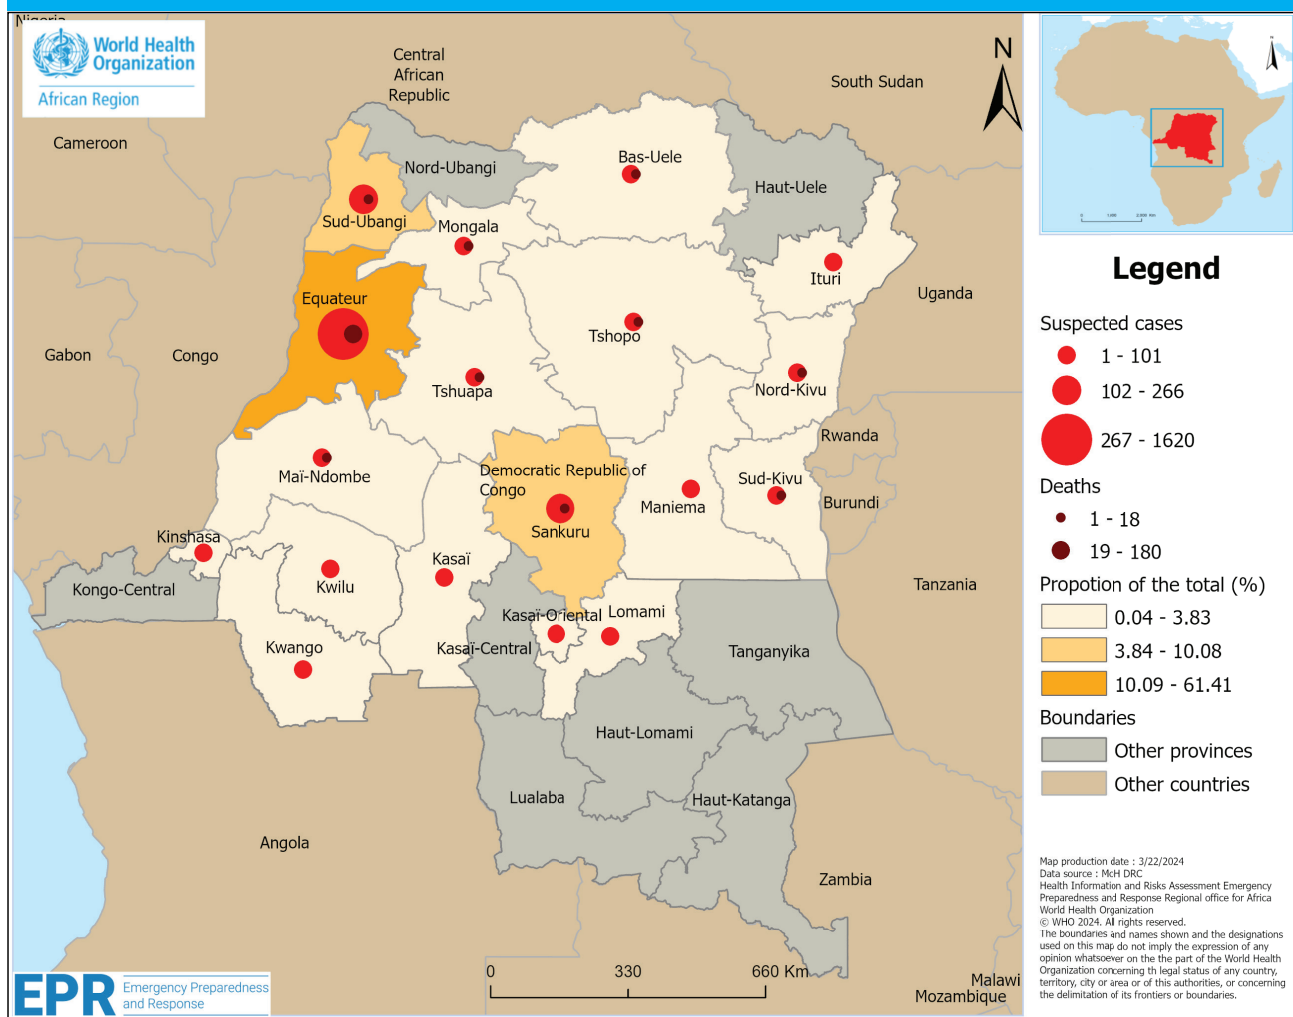 Nigeria
World Health
Organization
African Region
Central
African
Republic
South Sudan
N
Cameroon
Nord-Ubangi
Bas-Uele
Haut-Uele
Sud-Ubangi
Mongala
Ituri
Uganda
Equateur
Gabon
Congo
Tshopo
Tshuapa
Nord-Kivu
Rwanda
Democratic Republic of
Congo
Maï-Ndombe
Sud-Kivu
Maniema
Burundi
Sankuru
Kinshasa
Kasaï
Kwilu
Kongo-Central
Tanzania
Kasaï-Oriental
Lomami
Kwango
Kasaï-Central
Tanganyika
Haut-Lomami
Lualaba
Haut-Katanga
Angola
Zambia
0 330 660 Km
Malawi
Mozambique
EPR
Emergency Preparedness
and Response
N
0 1,000 2,000 Km
Legend
Suspected cases
1 - 101
102 - 266
267 - 1620
Deaths
1 - 18
19 - 180
Propotion of the total (%)
0.04 - 3.83
3.84 - 10.08
10.09 - 61.41
Boundaries
Other provinces
Other countries
Map production date : 3/22/2024
Data source : McH DRC
Health Information and Risks Assessment Emergency
Preparedness and Response Regional office for Africa
World Health Organization
© WHO 2024. All rights reserved.
The boundaries and names shown and the designations
used on this map do not imply the expression of any
opinion whatsoever on the the part of the World Health
Organization concerning th legal status of any country,
territory, city or area or of this authorities, or concerning
the delimitation of its frontiers or boundaries.